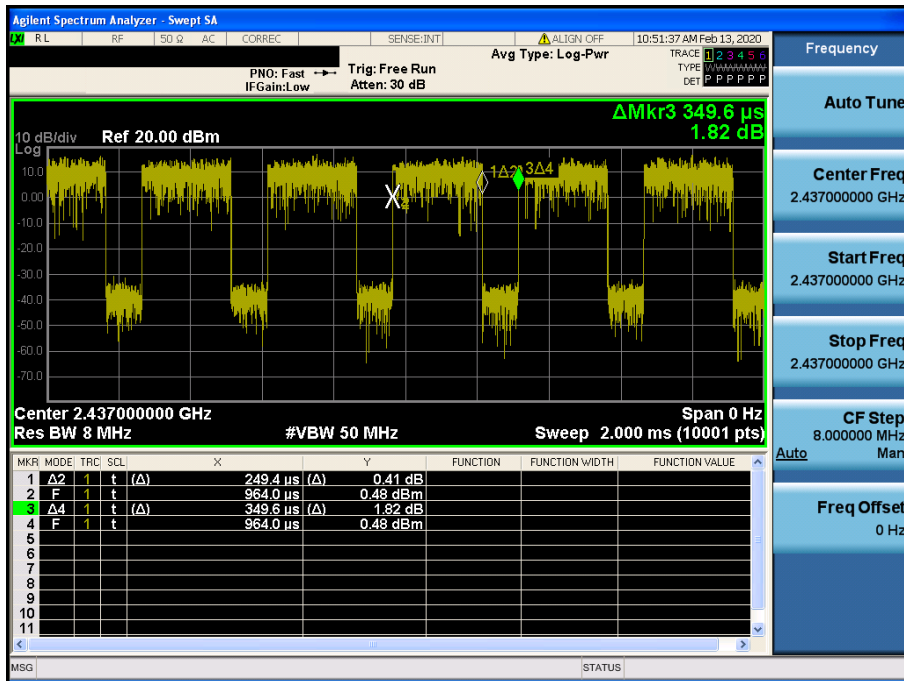 Agilent Spectrum Analyzer - Swept SA
LXI RL RF 50 Ω AC CORREC SENSE:INT ALIGN OFF 10:51:37 AM Feb 13, 2020
Avg Type: Log-Pwr TRACE 1 2 3 4 5 6
PNO: Fast Trig: Free Run TYPE WWWWWW
IFGain:Low Atten: 30 dB DET P P P P P P
ΔMkr3 349.6 µs
10 dB/div Ref 20.00 dBm 1.82 dB
Log
10.0
0.00
-10.0
-20.0
-30.0
-40.0
-50.0
-60.0
-70.0
1Δ2 3Δ4
X2
Center 2.437000000 GHz Span 0 Hz
Res BW 8 MHz #VBW 50 MHz Sweep 2.000 ms (10001 pts)
MKR MODE TRC SCL X Y FUNCTION FUNCTION WIDTH FUNCTION VALUE
1 Δ2 1 t (Δ) 249.4 µs (Δ) 0.41 dB
2 F 1 t 964.0 µs 0.48 dBm
3 Δ4 1 t (Δ) 349.6 µs (Δ) 1.82 dB
4 F 1 t 964.0 µs 0.48 dBm
5
6
7
8
9
10
11
MSG STATUS
Frequency
Auto Tune
Center Freq
2.437000000 GHz
Start Freq
2.437000000 GHz
Stop Freq
2.437000000 GHz
CF Step
8.000000 MHz
Auto Man
Freq Offset
0 Hz